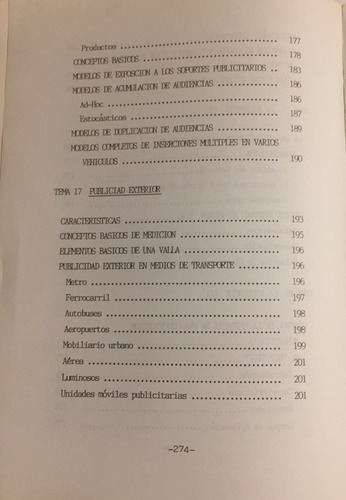 Productos ........................................ 177
CONCEPTOS BASICOS ................................ 178
MODELOS DE EXPOSCION A LOS SOPORTES PUBLICITARIOS .. 183
MODELOS DE ACUMULACION DE AUDIENCIAS ............. 186
Ad-Hoc ........................................... 186
Estocásticos ..................................... 187
MODELOS DE DUPLICACION DE AUDIENCIAS ............. 189
MODELOS COMPLETOS DE INSERCIONES MULTIPLES EN VARIOS
VEHICULOS ........................................ 190
TEMA 17 PUBLICIAD EXTERIOR
CARACTERISTICAS .................................. 193
CONCEPTOS BASICOS DE MEDICION .................... 195
ELEMENTOS BASICOS DE UNA VALLA ................... 196
PUBLICIDAD EXTERIOR EN MEDIOS DE TRANSPORTE ...... 196
Metro ............................................ 196
Ferrocarril ...................................... 197
Autobuses ........................................ 198
Aeropuertos ...................................... 198
Mobiliario urbano ................................ 199
Aérea ............................................ 201
Luminosos ........................................ 201
Unidades móviles publicitarias ................... 201
-274-